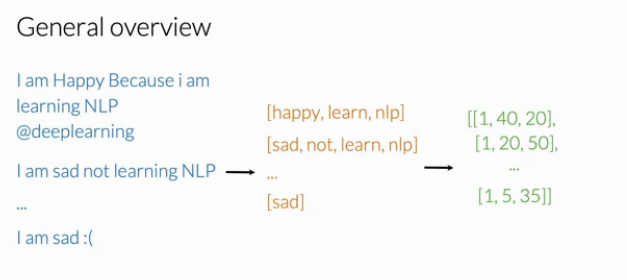 General overview
I am Happy Because i am
learning NLP
@deeplearning
I am sad not learning NLP
...
I am sad :(
[happy, learn, nlp]
[sad, not, learn, nlp]
...
[sad]
[[1, 40, 20],
[1, 20, 50],
...
[1, 5, 35]]